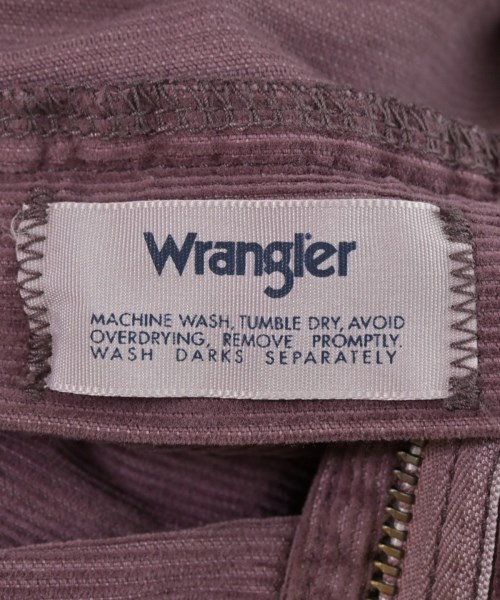 Wrangler
MACHINE WASH, TUMBLE DRY, AVOID
OVERDRYING, REMOVE PROMPTLY.
WASH DARKS SEPARATELY